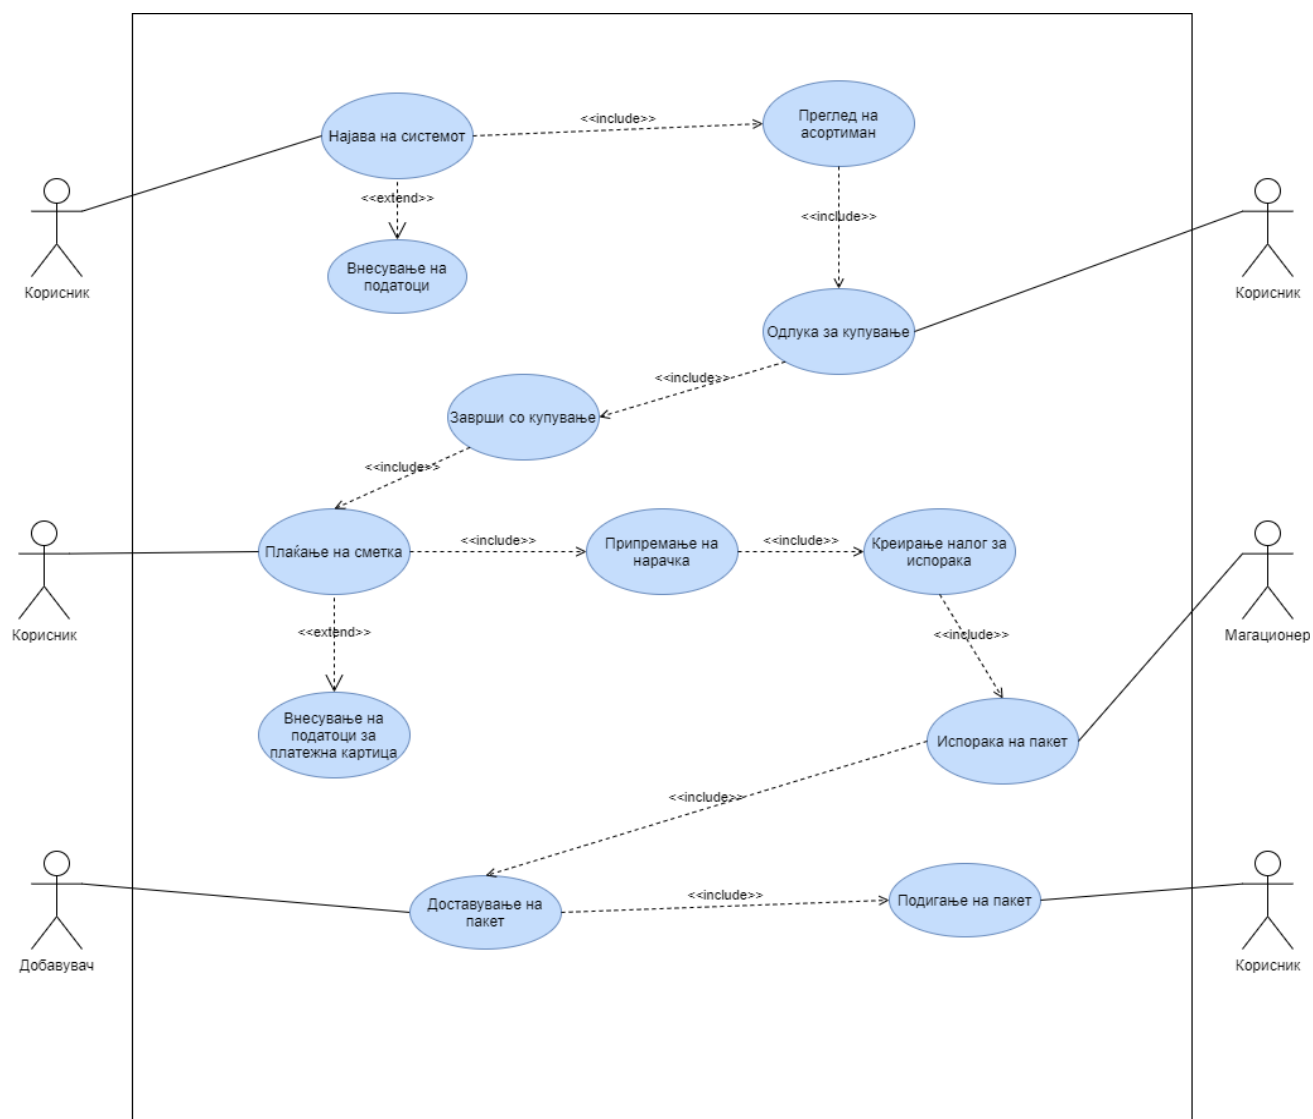 Најава на системот
<<include>>
Преглед на
асортиман
<<extend>>
<<include>>
Корисник
Внесување на
податоци
Корисник
Одлука за купување
<<include>>
Заврши со купување
<<include>>
Плаќање на сметка
<<include>>
Припремање на
нарачка
<<include>>
Креирање налог за
испорака
Корисник
<<extend>>
<<include>>
Магационер
Внесување на
податоци за
платежна картица
Испорака на пакет
<<include>>
Доставување на
пакет
<<include>>
Подигање на пакет
Добавувач
Корисник